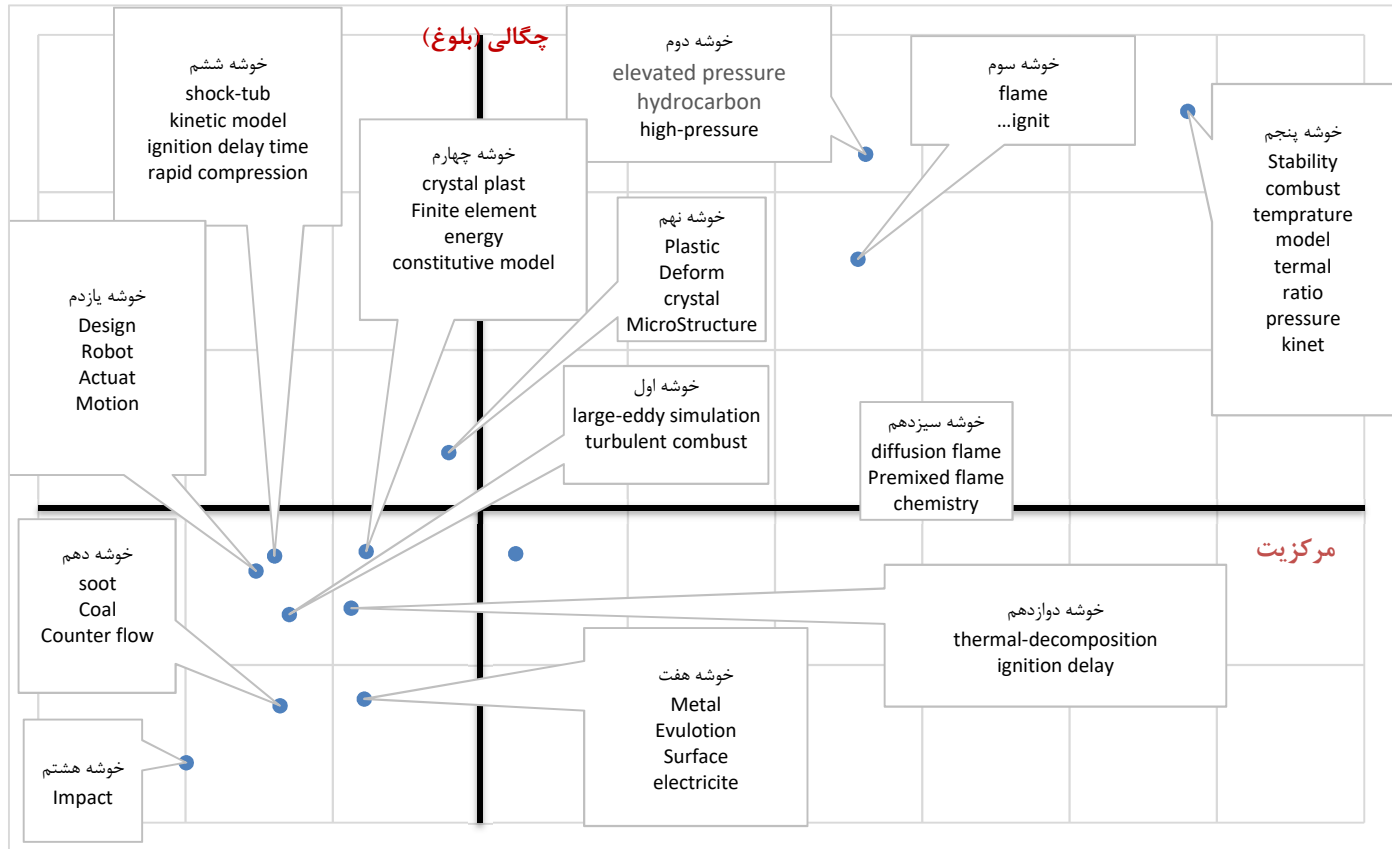 چگالی (بلوغ)
خوشه ششم
shock-tub
kinetic model
ignition delay time
rapid compression
خوشه چهارم
crystal plast
Finite element
energy
constitutive model
خوشه دوم
elevated pressure
hydrocarbon
high-pressure
خوشه سوم
flame
...ignit
خوشه پنجم
Stability
combust
temprature
model
termal
ratio
pressure
kinet
خوشه نهم
Plastic
Deform
crystal
MicroStructure
خوشه یازدم
Design
Robot
Actuat
Motion
خوشه اول
large-eddy simulation
turbulent combust
خوشه سیزدهم
diffusion flame
Premixed flame
chemistry
مرکزیت
خوشه دهم
soot
Coal
Counter flow
خوشه دوازدهم
thermal-decomposition
ignition delay
خوشه هفت
Metal
Evulotion
Surface
electricite
خوشه هشتم
Impact